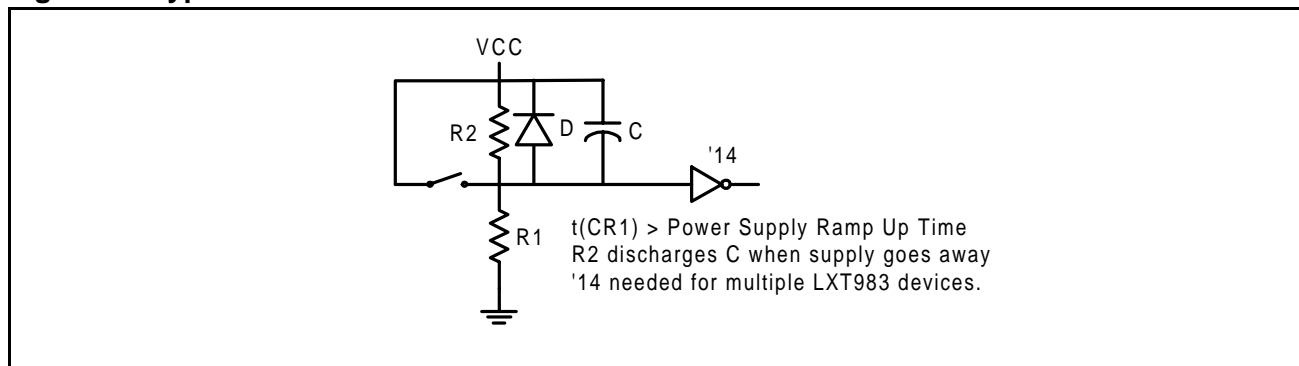 VCC
R2
D
C
'14
R1
t(CR1) > Power Supply Ramp Up Time
R2 discharges C when supply goes away
'14 needed for multiple LXT983 devices.